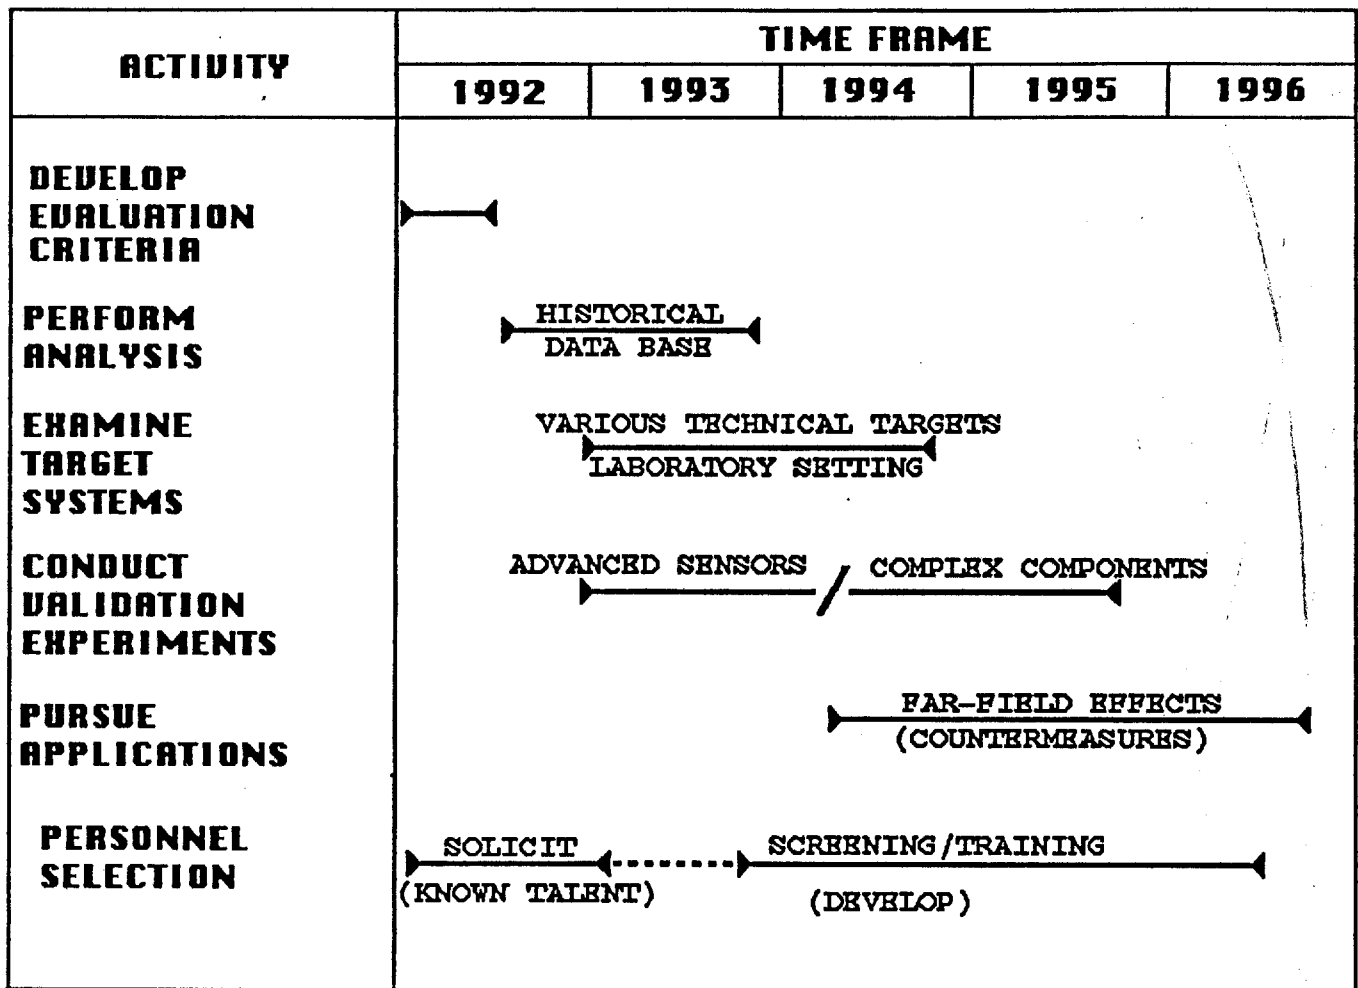 ACTIVITY
TIME FRAME
1992 1993 1994 1995 1996
DEVELOP
EVALUATION
CRITERIA
PERFORM
ANALYSIS
HISTORICAL
DATA BASE
EXAMINE
TARGET
SYSTEMS
VARIOUS TECHNICAL TARGETS
LABORATORY SETTING
CONDUCT
VALIDATION
EXPERIMENTS
ADVANCED SENSORS / COMPLEX COMPONENTS
PURSUE
APPLICATIONS
FAR-FIELD EFFECTS
(COUNTERMEASURES)
PERSONNEL
SELECTION
SOLICIT
(KNOWN TALENT)
SCREENING/TRAINING
(DEVELOP)